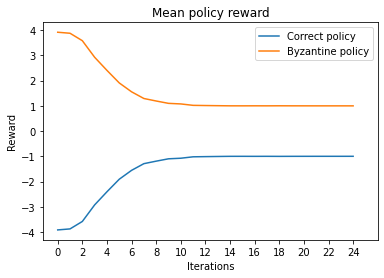 Mean policy reward
Correct policy
Byzantine policy
4
3
2
1
0
−1
−2
−3
−4
Reward
0 2 4 6 8 10 12 14 16 18 20 22 24
Iterations